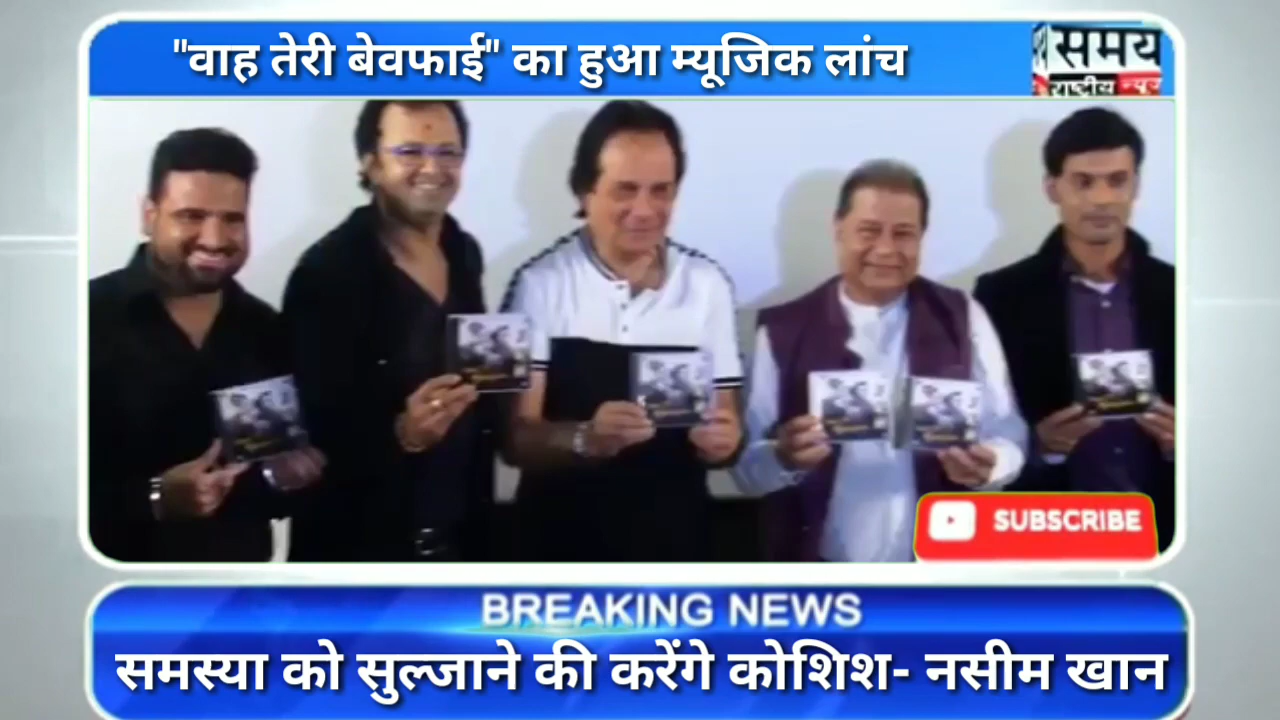 "वाह तेरी बेवफाई" का हुआ म्यूजिक लांच
समय
राष्ट्रीय न्यूज
SUBSCRIBE
BREAKING NEWS
समस्या को सुल्जाने की करेंगे कोशिश- नसीम खान